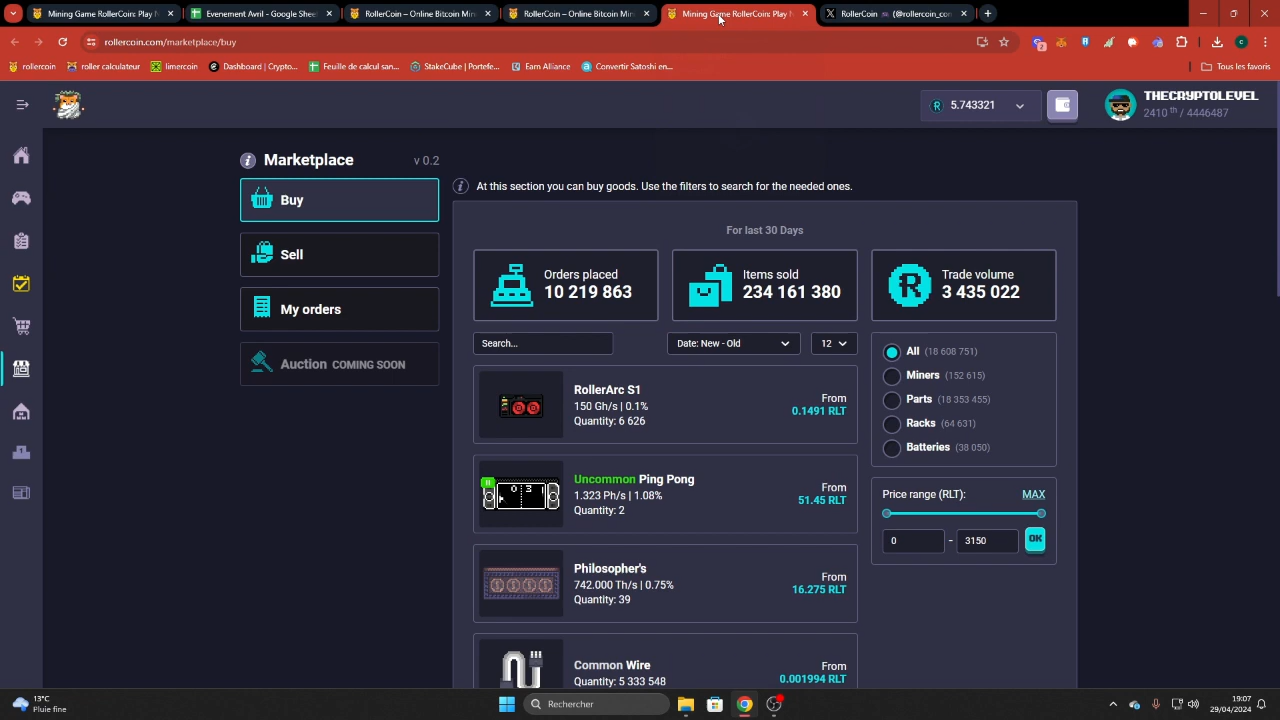 Mining Game RollerCoin: Play N
Evenement Avril - Google Sheet
RollerCoin – Online Bitcoin Min
RollerCoin – Online Bitcoin Min
Mining Game RollerCoin: Play N
RollerCoin (@rollercoin_com
rollercoin.com/marketplace/buy
rollercoin
roller calculateur
limercoin
Dashboard | Crypto...
Feuille de calcul san...
StakeCube | Portefe...
Earn Alliance
Convertir Satoshi en...
Tous les favoris
5.743321
THECRYPTOLEVEL
2410 th / 4446487
Marketplace v 0.2
Buy
Sell
My orders
Auction COMING SOON
At this section you can buy goods. Use the filters to search for the needed ones.
For last 30 Days
Orders placed
10 219 863
Items sold
234 161 380
Trade volume
3 435 022
Search...
Date: New - Old
12
RollerArc S1
150 Gh/s | 0.1%
Quantity: 6 626
From
0.1491 RLT
Uncommon Ping Pong
1.323 Ph/s | 1.08%
Quantity: 2
From
51.45 RLT
Philosopher's
742.000 Th/s | 0.75%
Quantity: 39
From
16.275 RLT
Common Wire
Quantity: 5 333 548
From
0.001994 RLT
All (18 608 751)
Miners (152 615)
Parts (18 353 455)
Racks (64 631)
Batteries (38 050)
Price range (RLT): MAX
0 - 3150 OK
13°C
Pluie fine
Rechercher
19:07
29/04/2024